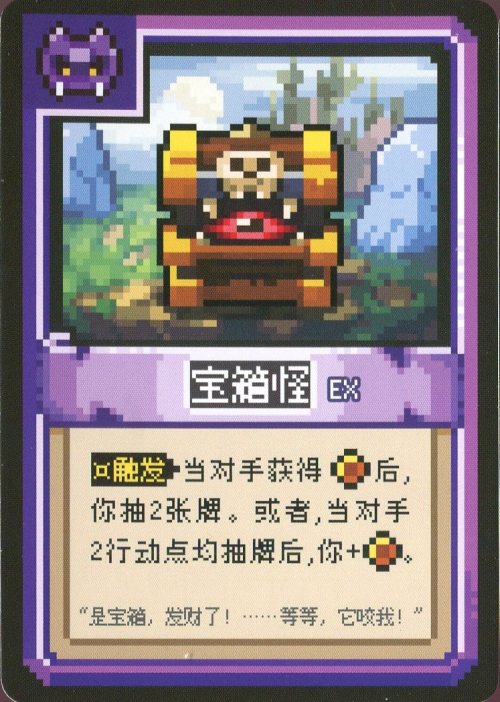 宝箱怪 EX
触发 当对手获得 后,
你抽2张牌。或者,当对手
2行动点均抽牌后,你+ 。
“是宝箱，发财了！……等等，它咬我！”